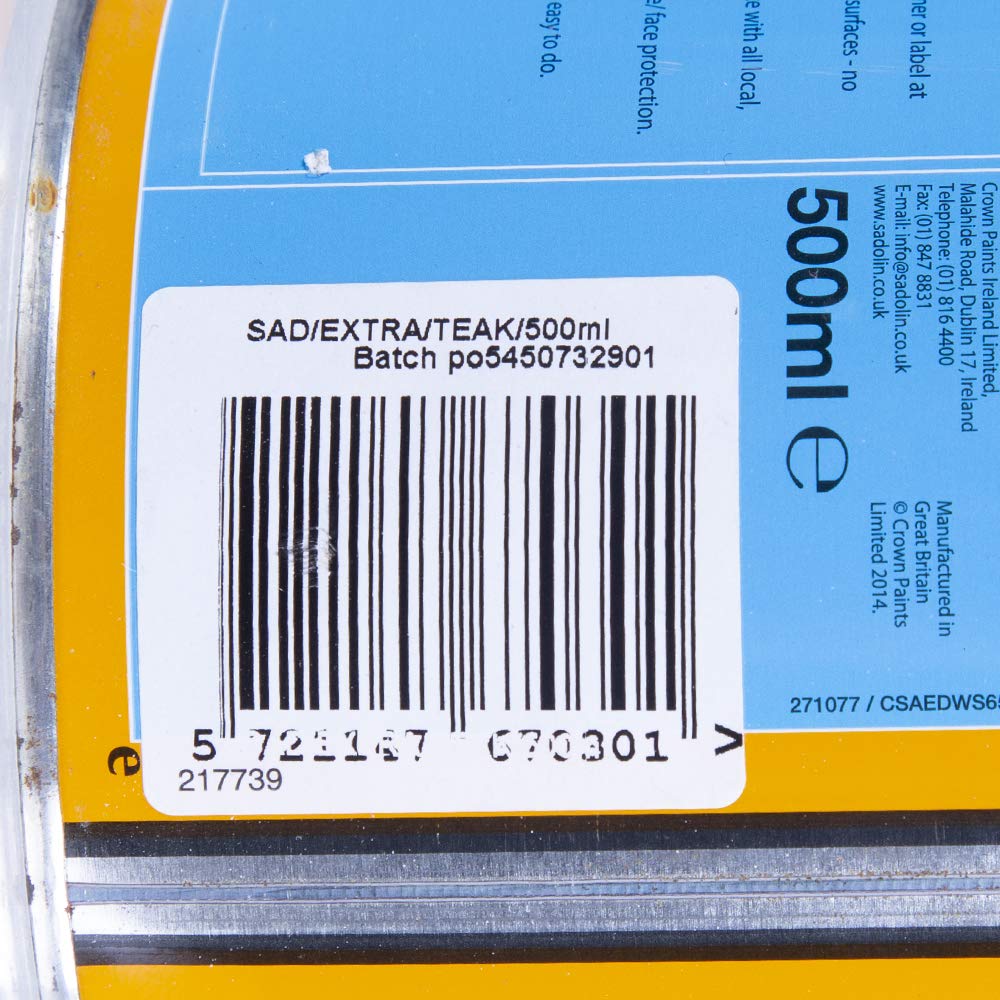 easy to do.
e/ face protection.
e with all local,
surfaces - no
ner or label at
500ml e
Crown Paints Ireland Limited,
Malahide Road, Dublin 17, Ireland
Telephone: (01) 816 4400
Fax: (01) 847 8831
E-mail: info@sadolin.co.uk
www.sadolin.co.uk
Manufactured in
Great Britain
© Crown Paints
Limited 2014.
271077 / CSAEDWS65
SAD/EXTRA/TEAK/500ml
Batch po5450732901
5 >
217739
e